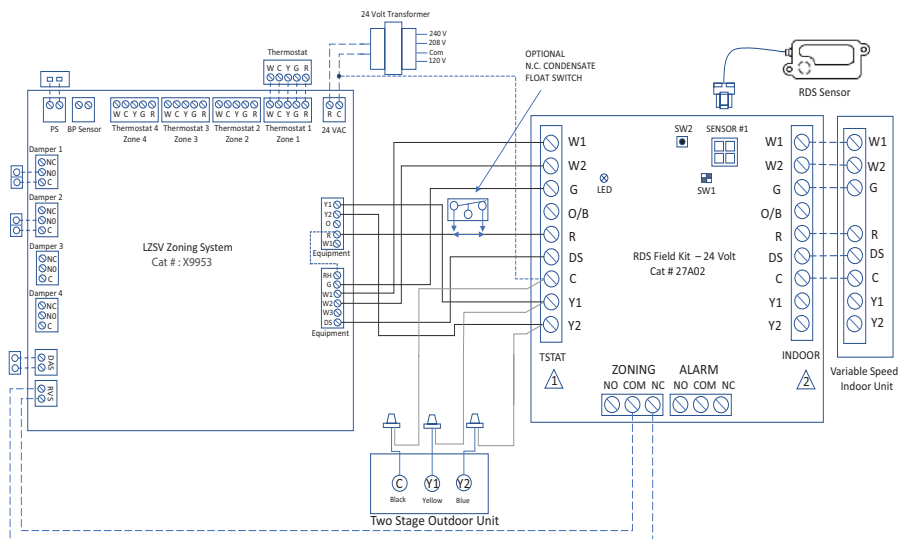 24 Volt Transformer
240 V
208 V
Com
120 V
Thermostat
W C Y G R
OPTIONAL
N.C. CONDENSATE
FLOAT SWITCH
RDS Sensor
PS
BP Sensor
W C Y G R
Thermostat 4
Zone 4
W C Y G R
Thermostat 3
Zone 3
W C Y G R
Thermostat 2
Zone 2
W C Y G R
Thermostat 1
Zone 1
R C
24 VAC
Damper 1
NC
N0
C
Damper 2
NC
N0
C
Damper 3
NC
N0
C
Damper 4
NC
N0
C
DAS
RVS
LZSV Zoning System
Cat # : X9953
Y1
Y2
O
R
W1
Equipment
RH
G
W1
W2
W3
DS
Equipment
W1
W2
G
O/B
R
DS
C
Y1
Y2
TSTAT
1
SW2
SENSOR #1
LED
SW1
RDS Field Kit – 24 Volt
Cat # 27A02
W1
W2
G
O/B
R
DS
C
Y1
Y2
INDOOR
2
W1
W2
G
R
DS
C
Y1
Y2
Variable Speed
Indoor Unit
ZONING
NO COM NC
ALARM
NO COM NC
C
Y1
Y2
Black
Yellow
Blue
Two Stage Outdoor Unit